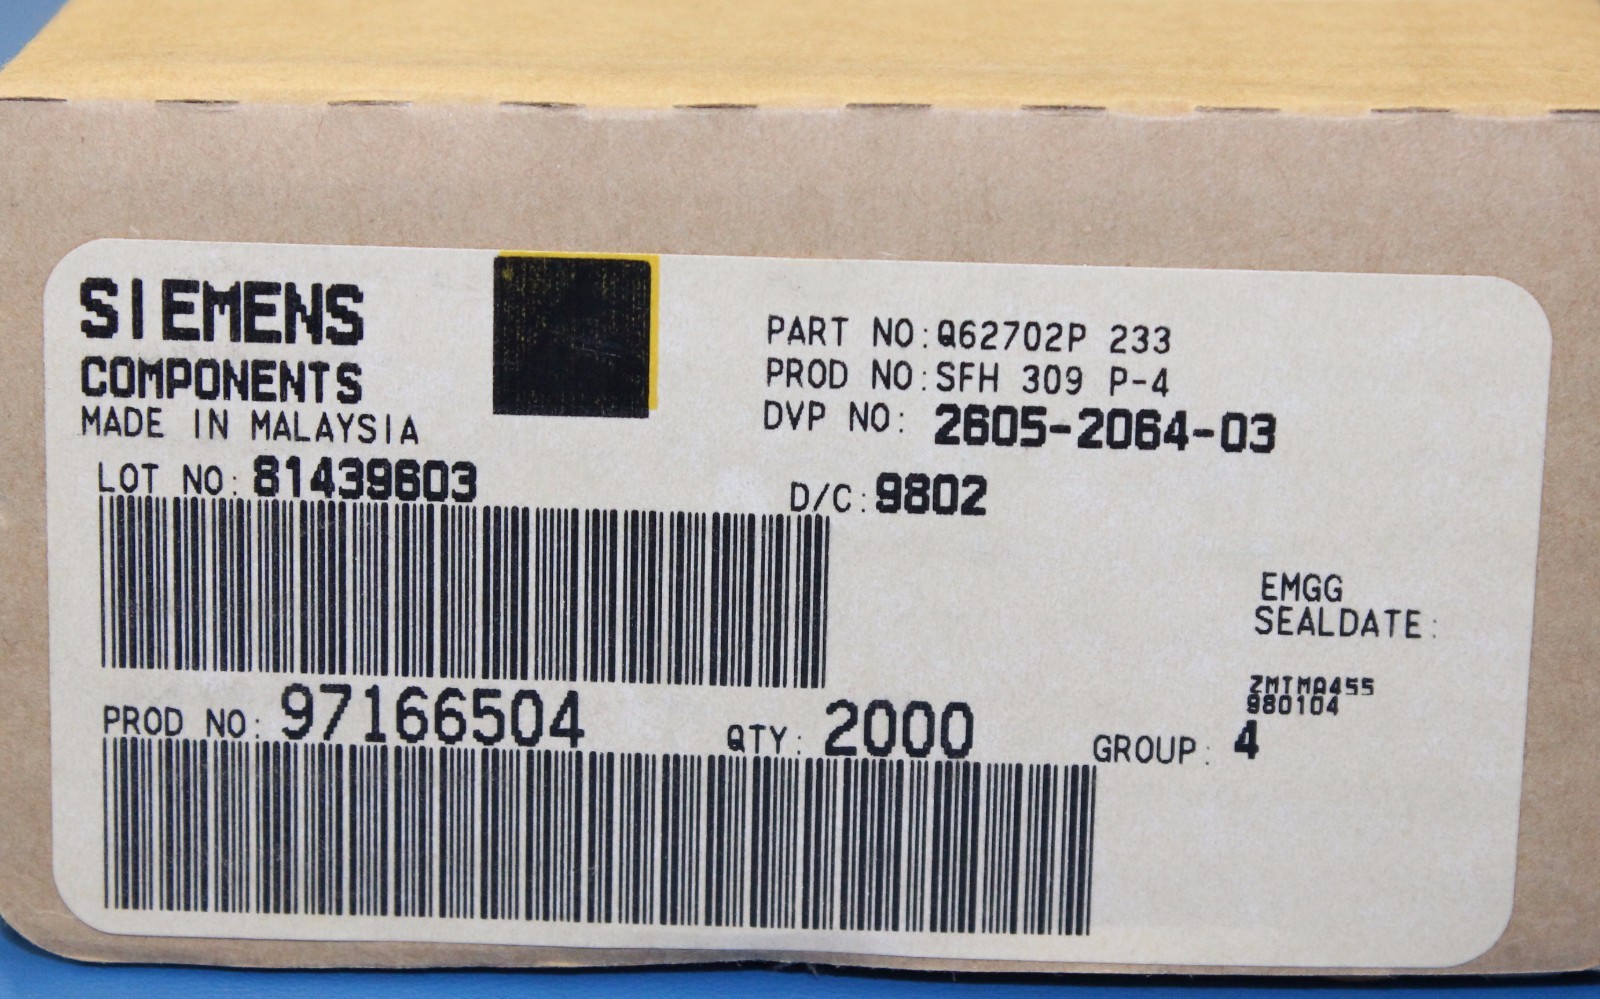 SIEMENS
COMPONENTS
MADE IN MALAYSIA
PART NO:Q62702P 233
PROD NO:SFH 309 P-4
DVP NO: 2605-2064-03
LOT NO: 81439603
D/C:9802
EMGG
SEALDATE:
ZMTMA455
980104
PROD NO: 97166504
QTY: 2000
GROUP: 4